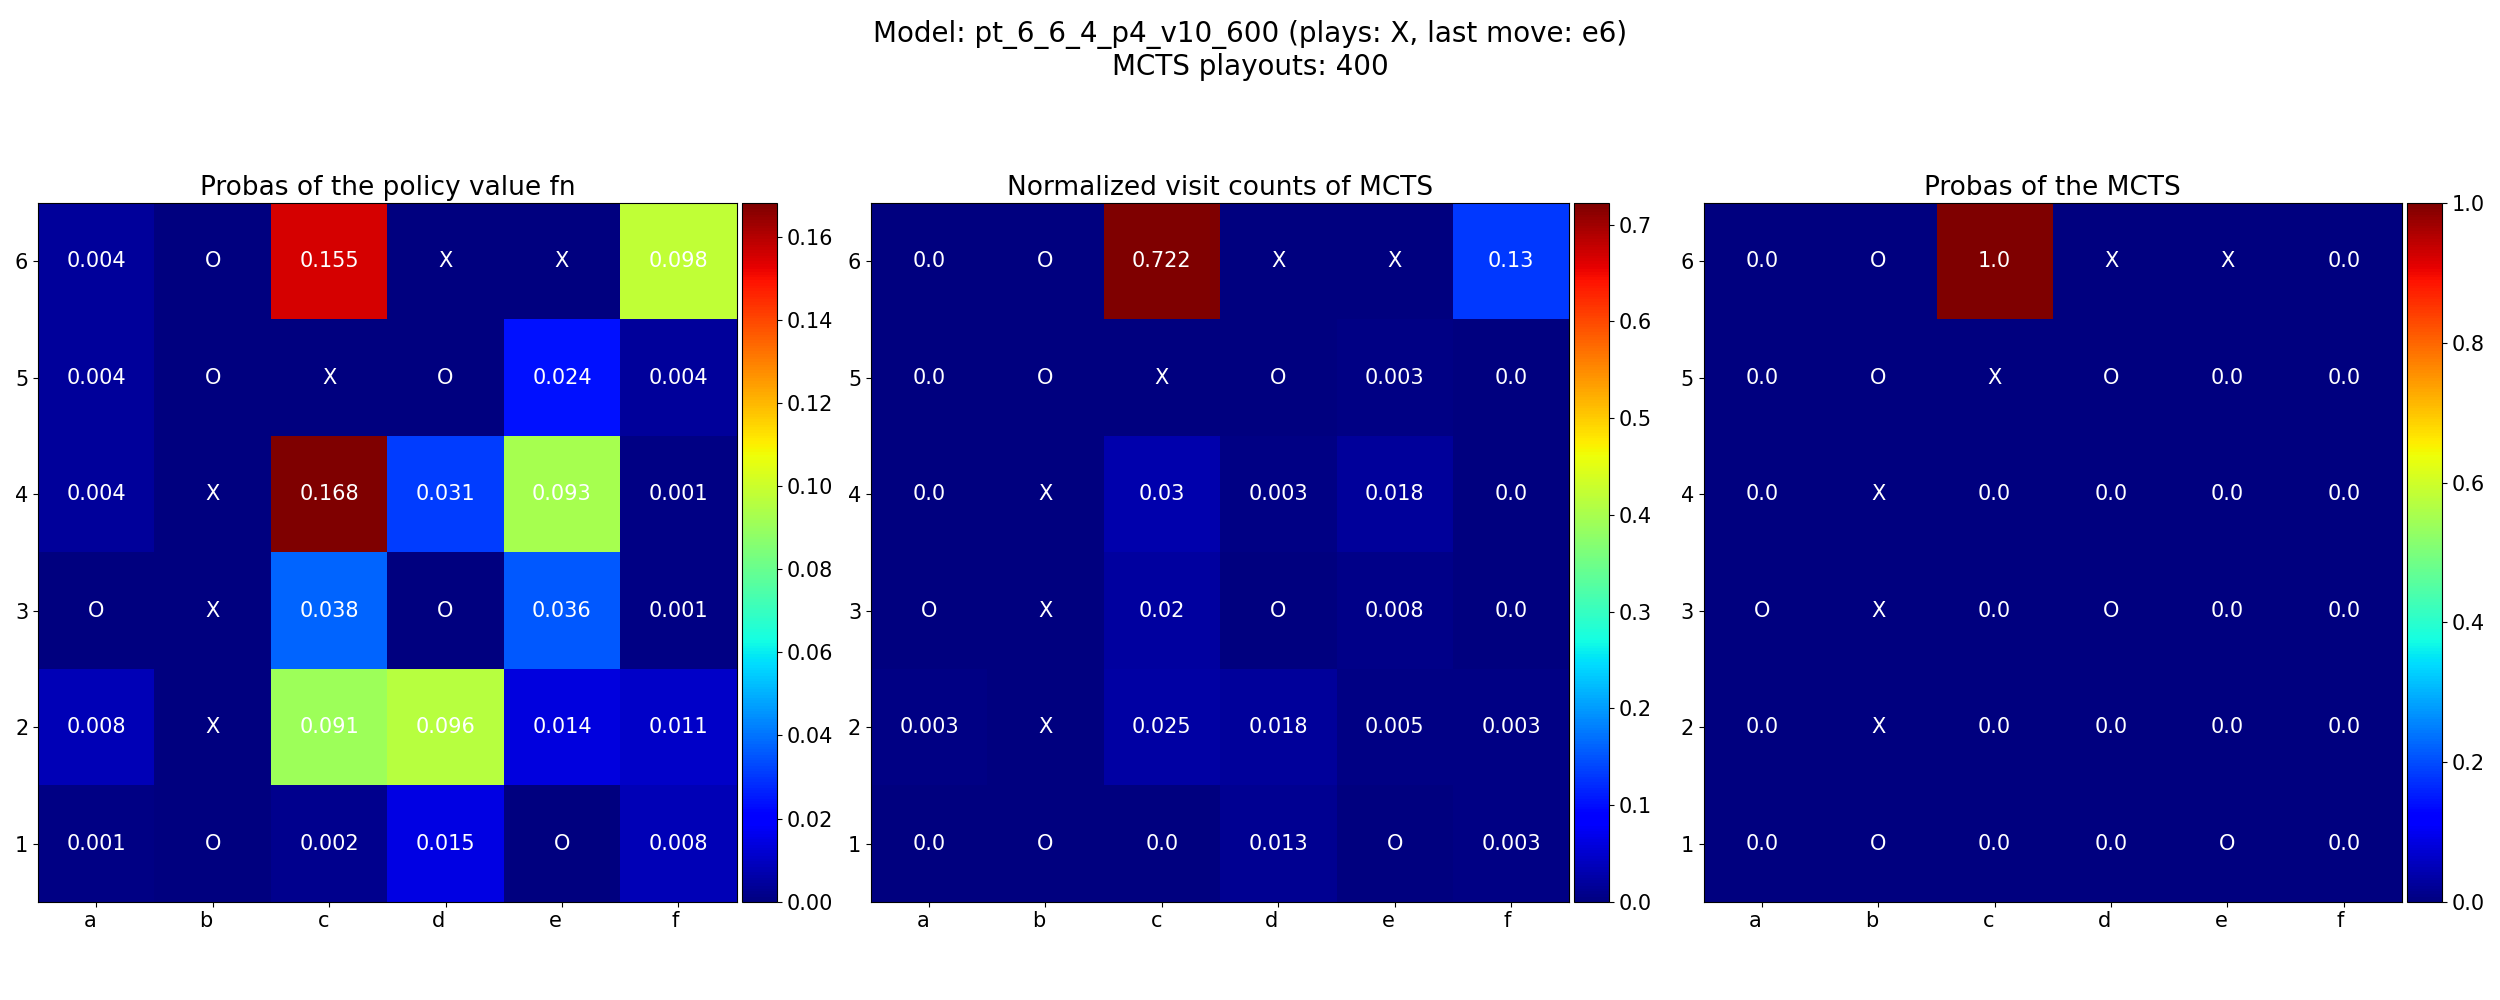 Model: pt_6_6_4_p4_v10_600 (plays: X, last move: e6)
MCTS playouts: 400
Probas of the policy value fn
6 0.004 O 0.155 X X 0.098
5 0.004 O X O 0.024 0.004
4 0.004 X 0.168 0.031 0.093 0.001
3 O X 0.038 O 0.036 0.001
2 0.008 X 0.091 0.096 0.014 0.011
1 0.001 O 0.002 0.015 O 0.008
a b c d e f
0.16
0.14
0.12
0.10
0.08
0.06
0.04
0.02
0.00
Normalized visit counts of MCTS
6 0.0 O 0.722 X X 0.13
5 0.0 O X O 0.003 0.0
4 0.0 X 0.03 0.003 0.018 0.0
3 O X 0.02 O 0.008 0.0
2 0.003 X 0.025 0.018 0.005 0.003
1 0.0 O 0.0 0.013 O 0.003
a b c d e f
0.7
0.6
0.5
0.4
0.3
0.2
0.1
0.0
Probas of the MCTS
6 0.0 O 1.0 X X 0.0
5 0.0 O X O 0.0 0.0
4 0.0 X 0.0 0.0 0.0 0.0
3 O X 0.0 O 0.0 0.0
2 0.0 X 0.0 0.0 0.0 0.0
1 0.0 O 0.0 0.0 O 0.0
a b c d e f
1.0
0.8
0.6
0.4
0.2
0.0